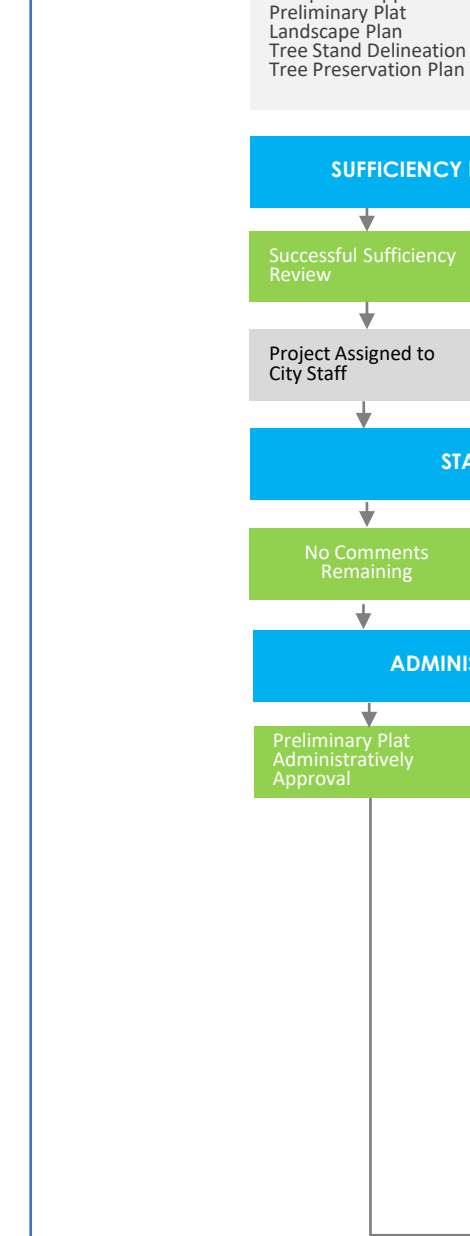 Preliminary Plat
Landscape Plan
Tree Stand Delineation
Tree Preservation Plan
SUFFICIENCY
Successful Sufficiency
Review
Project Assigned to
City Staff
STA
No Comments
Remaining
ADMINIS
Preliminary Plat
Administratively
Approval